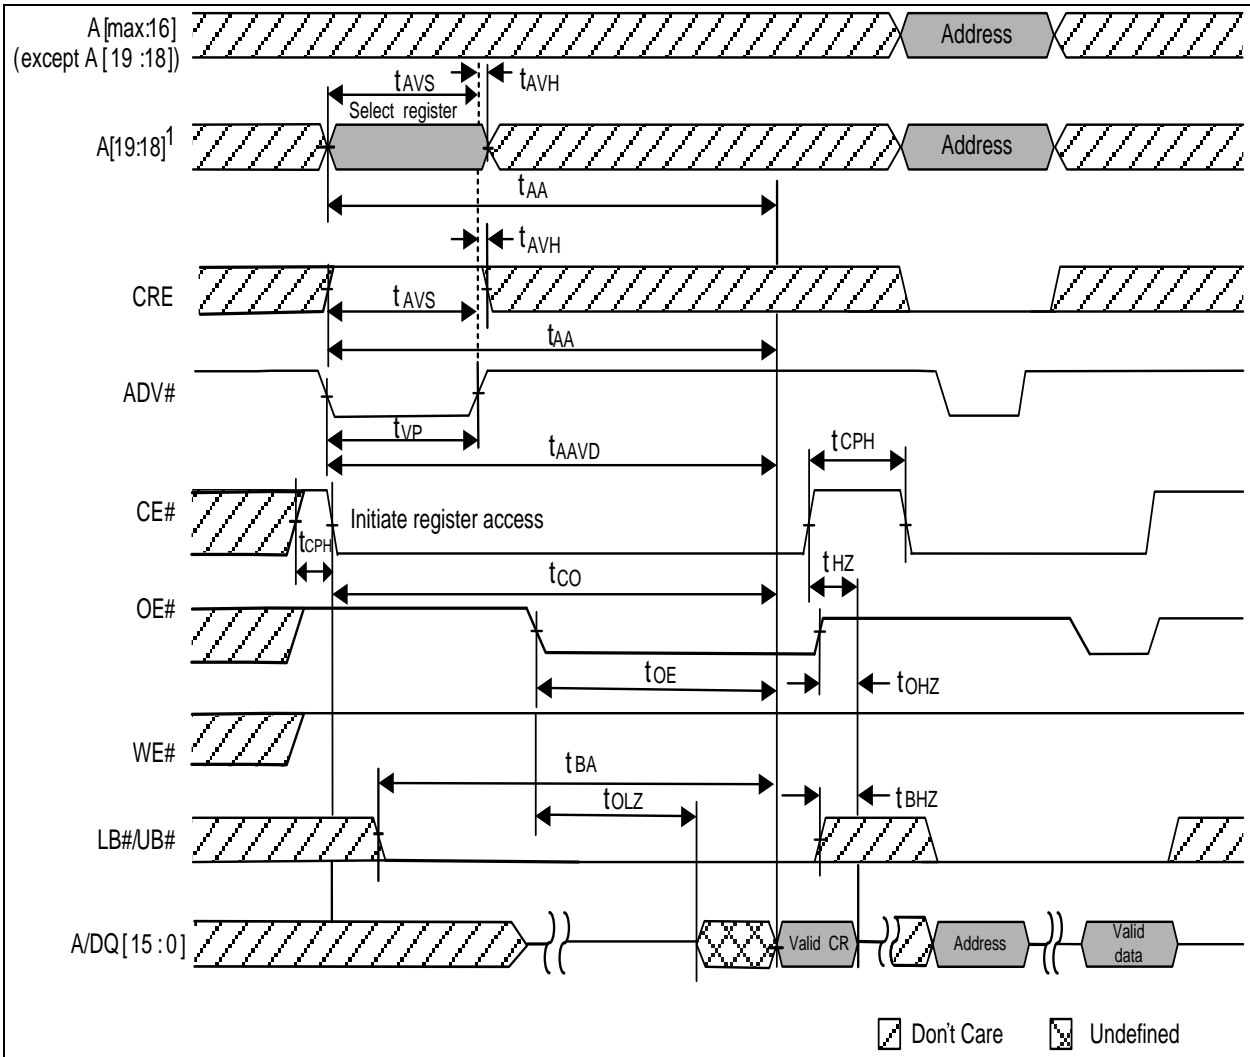 A[max:16]
(except A[19 :18])
Address
tAVS
tAVH
Select register
A[19:18]1
Address
tAA
tAVH
CRE
tAVS
tAA
ADV#
tVP
tAAVD
tCPH
CE#
Initiate register access
tCPH
tHZ
tCO
OE#
tOE
tOHZ
WE#
tBA
tOLZ
tBHZ
LB#/UB#
A/DQ[15 : 0]
Valid CR
Address
Valid
data
Don't Care
Undefined